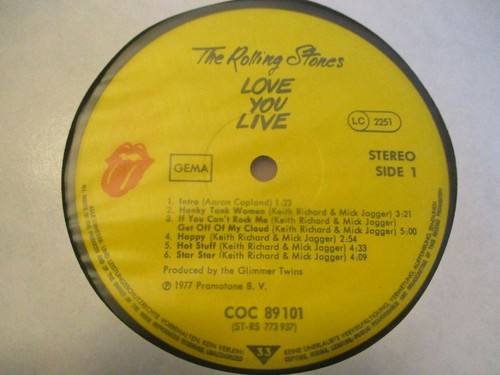 The Rolling Stones
LOVE
YOU
LIVE
LC 2251
GEMA
STEREO
SIDE 1
1. Intro (Aaron Copland) 1:22
2. Honky Tonk Women (Keith Richard & Mick Jagger) 3:21
3. If You Can't Rock Me (Keith Richard & Mick Jagger)
Get Off Of My Cloud (Keith Richard & Mick Jagger) 5:00
4. Happy (Keith Richard & Mick Jagger) 2:54
5. Hot Stuff (Keith Richard & Mick Jagger) 4:33
6. Star Star (Keith Richard & Mick Jagger) 4:09
Produced by the Glimmer Twins
℗ 1977 Promotone B. V.
COC 89 101
(ST-RS 773 937)
33